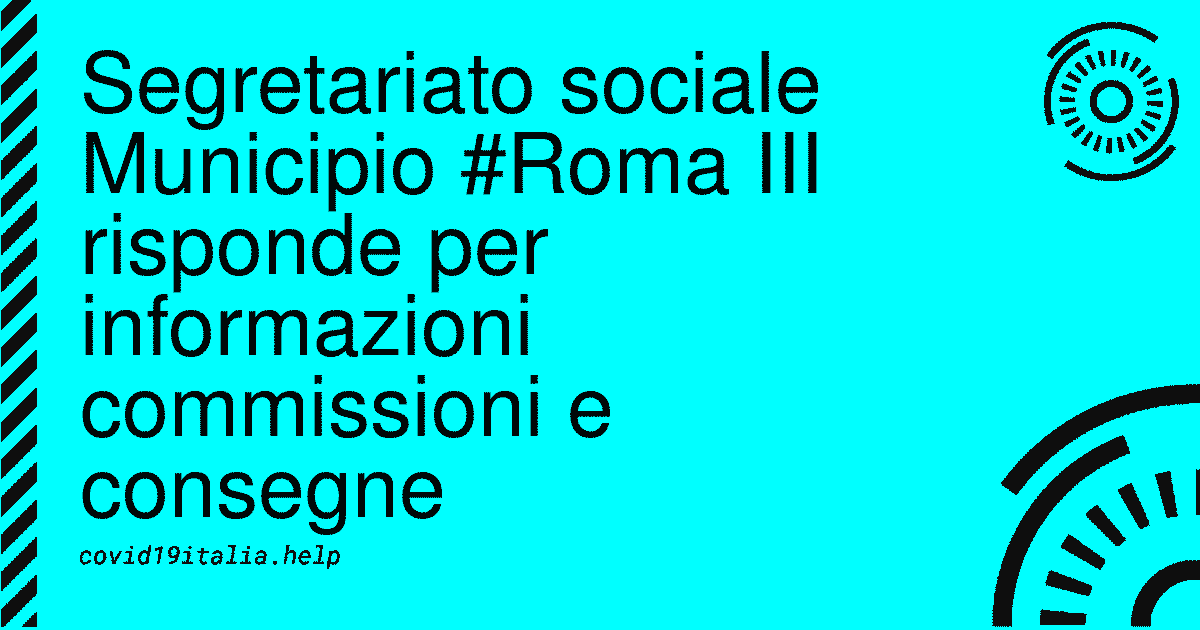 Segretariato sociale
Municipio #Roma III
risponde per
informazioni
commissioni e
consegne
covid19italia.help